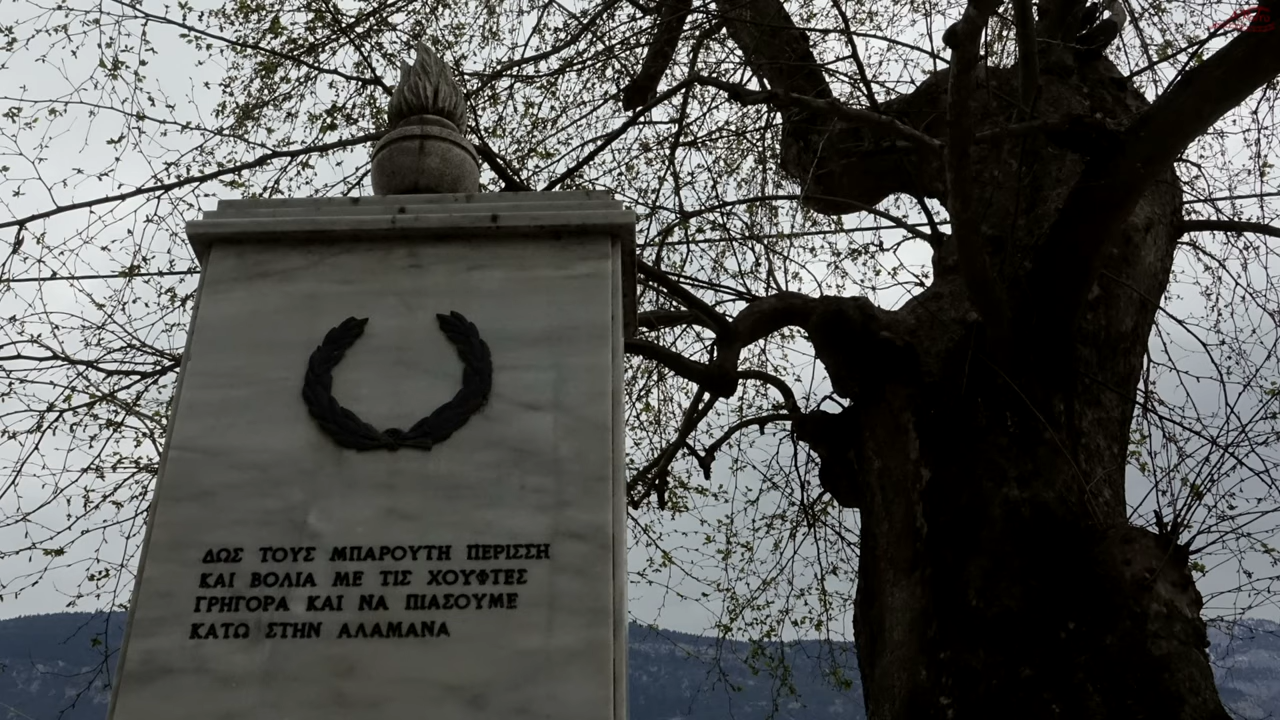 ΔΩΣ ΤΟΥΣ ΜΠΑΡΟΥΤΗ ΠΕΡΙΣΣΗ
ΚΑΙ ΒΟΛΙΑ ΜΕ ΤΙΣ ΧΟΥΦΤΕΣ
ΓΡΗΓΟΡΑ ΚΑΙ ΝΑ ΠΙΑΣΟΥΜΕ
ΚΑΤΩ ΣΤΗΝ ΑΛΑΜΑΝΑ